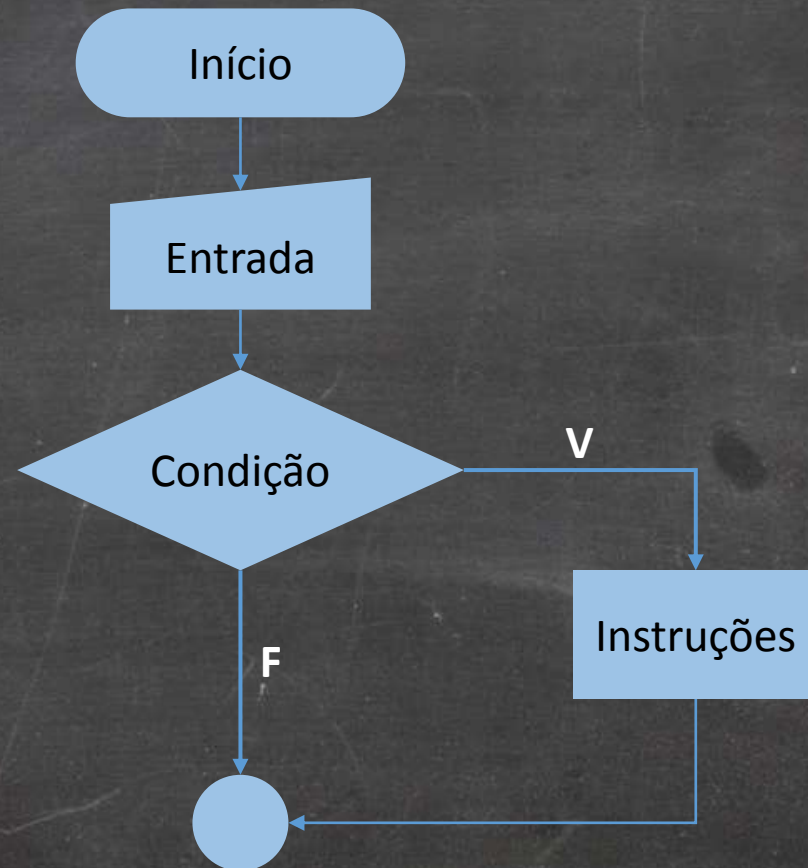 Início
Entrada
Condição
V
Instruções
F